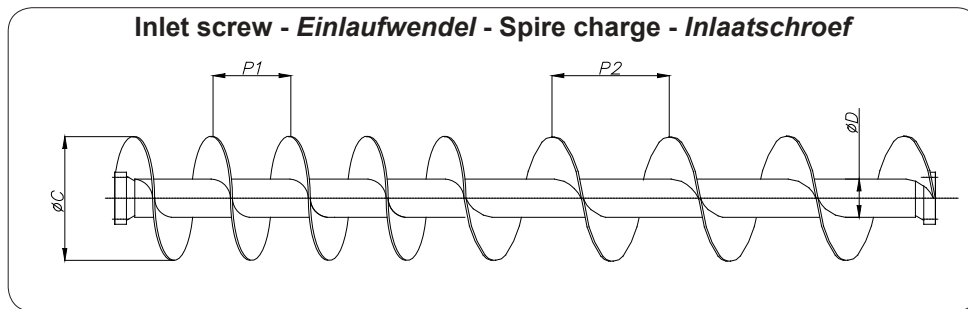 Inlet screw - Einlaufwendel - Spire charge - Inlaatschroef
P1
P2
øD
øC